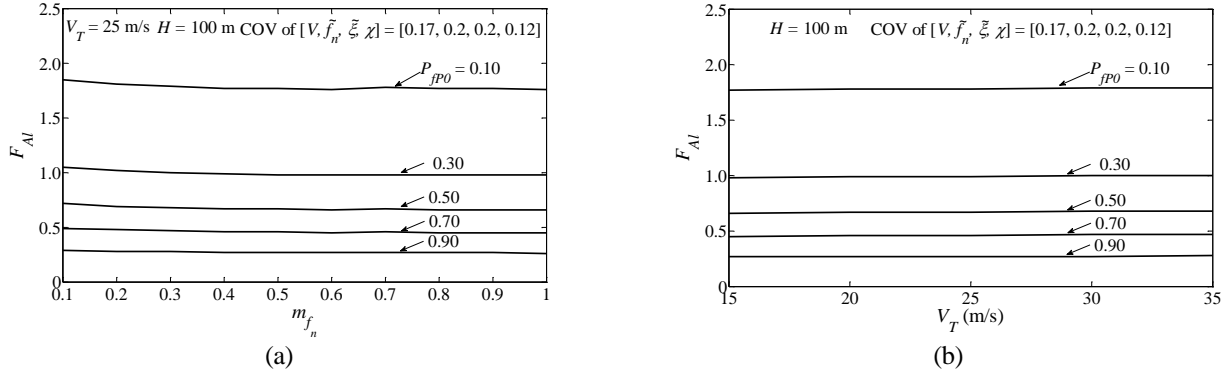 V_T = 25 m/s H = 100 m COV of [V, f̃_n, ξ̃, χ] = [0.17, 0.2, 0.2, 0.12]
2.5
2.0
1.5
1.0
0.5
0
F_Al
P_fP0 = 0.10
0.30
0.50
0.70
0.90
0.1 0.2 0.3 0.4 0.5 0.6 0.7 0.8 0.9 1
m_f_n
(a)
H = 100 m COV of [V, f̃_n, ξ̃, χ] = [0.17, 0.2, 0.2, 0.12]
2.5
2.0
1.5
1.0
0.5
0
F_Al
P_fP0 = 0.10
0.30
0.50
0.70
0.90
15 20 25 30 35
V_T (m/s)
(b)